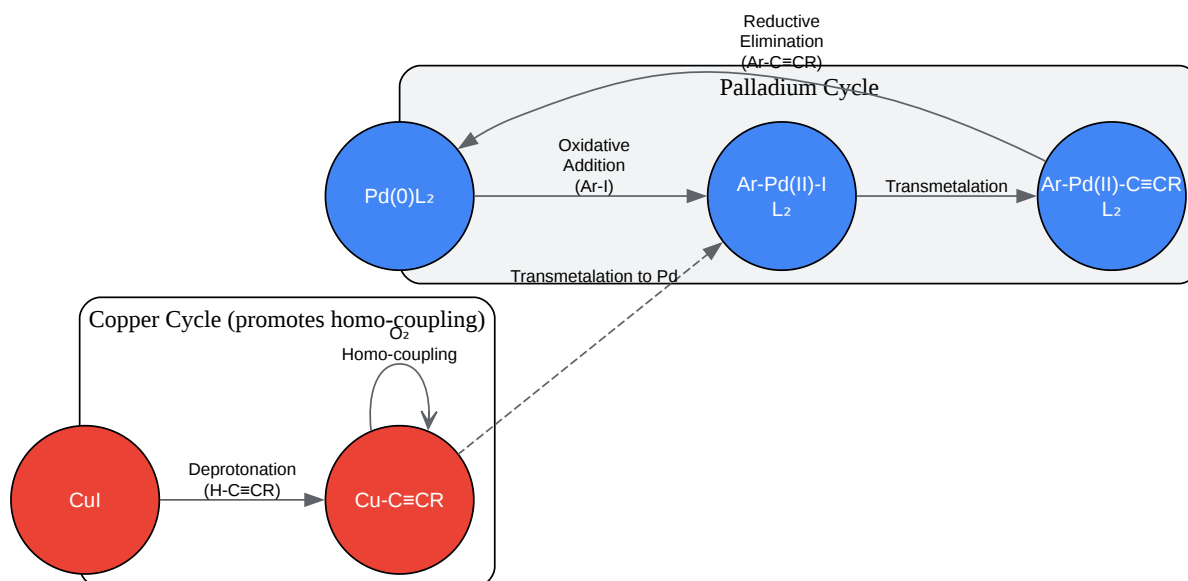 Reductive
Elimination
(Ar-C≡CR)
Palladium Cycle
Oxidative
Addition
(Ar-I)
Pd(0)L₂
Ar-Pd(II)-I
L₂
Transmetalation
Ar-Pd(II)-C≡CR
L₂
Transmetalation to Pd
Copper Cycle (promotes homo-coupling)
O₂
Homo-coupling
CuI
Deprotonation
(H-C≡CR)
Cu-C≡CR